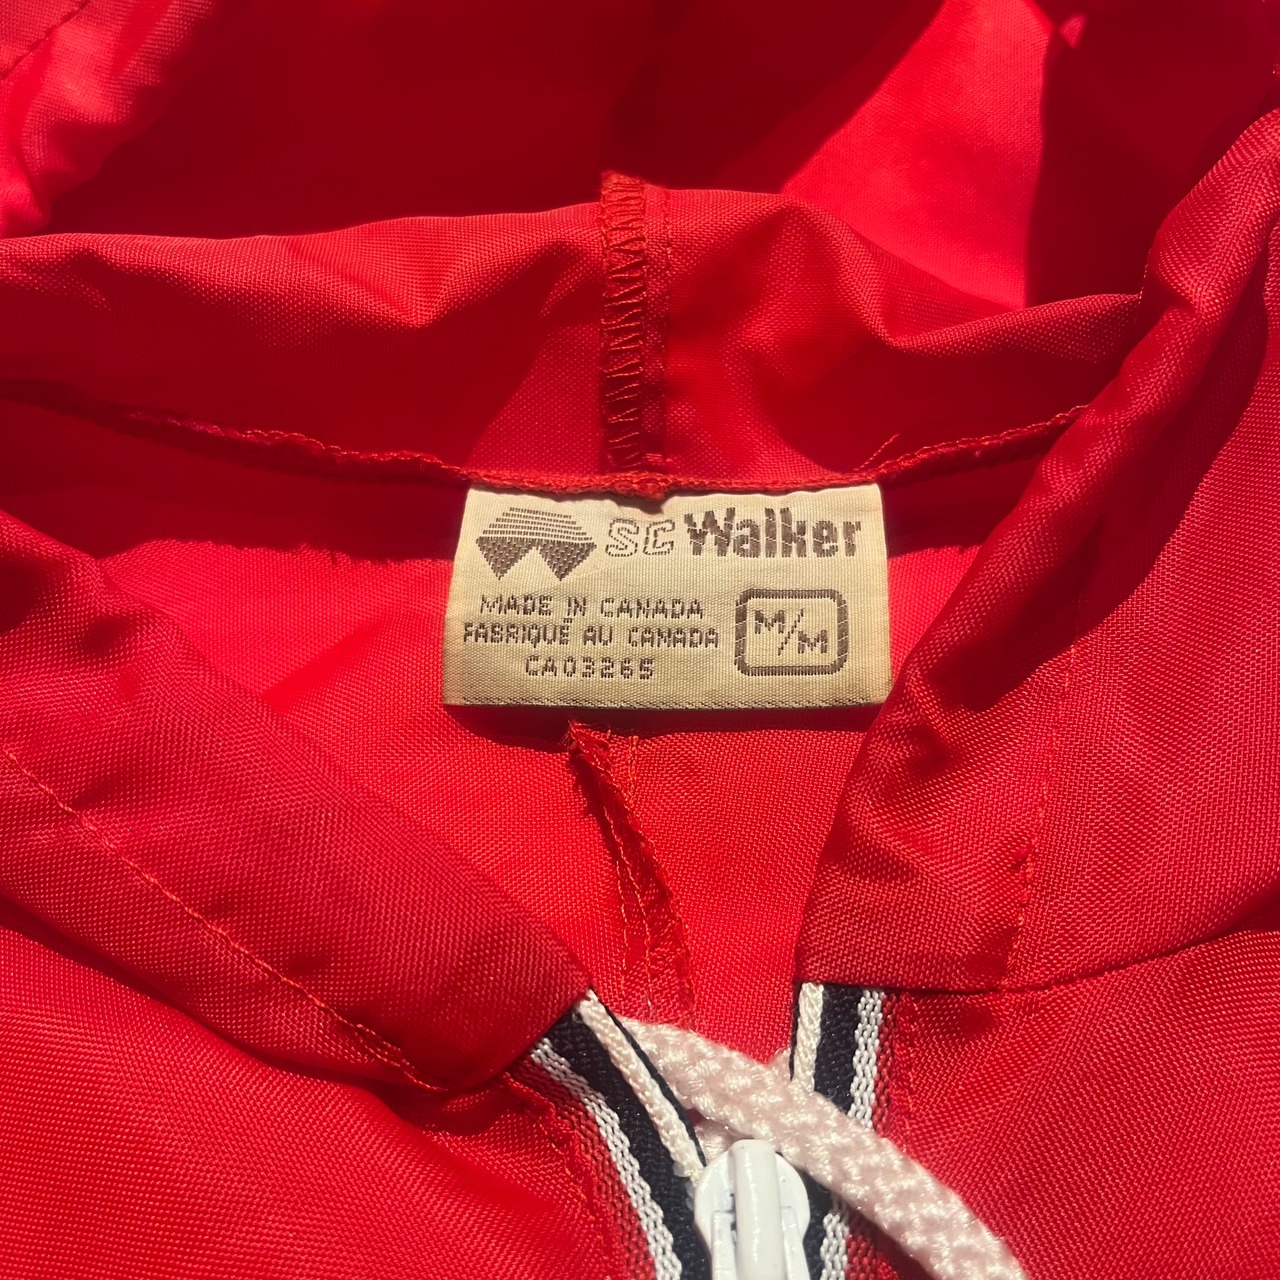 SC Walker
MADE IN CANADA
FABRIQUÉ AU CANADA
CA03265
M/M